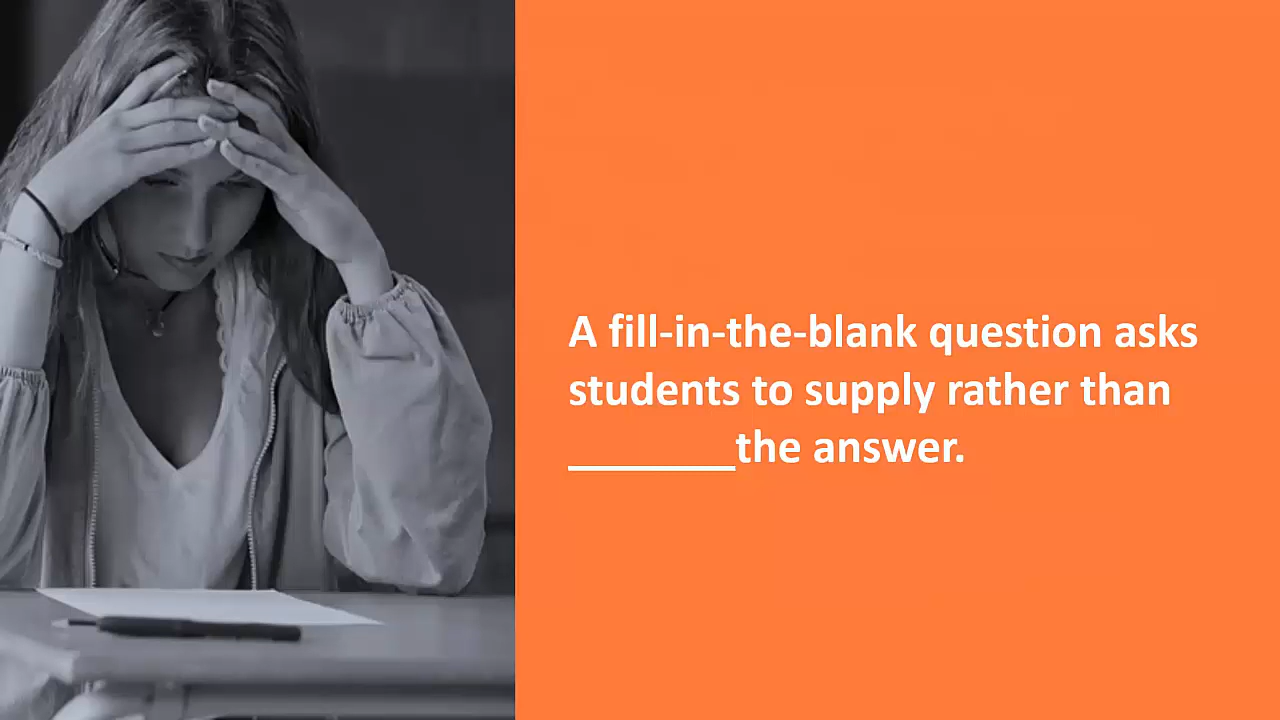 A fill-in-the-blank question asks
students to supply rather than
________the answer.